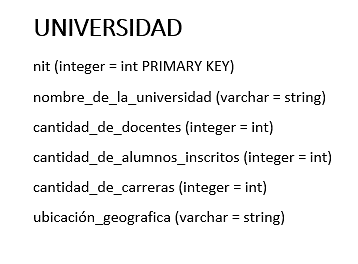 UNIVERSIDAD
nit (integer = int PRIMARY KEY)
nombre_de_la_universidad (varchar = string)
cantidad_de_docentes (integer = int)
cantidad_de_alumnos_inscritos (integer = int)
cantidad_de_carreras (integer = int)
ubicación_geografica (varchar = string)